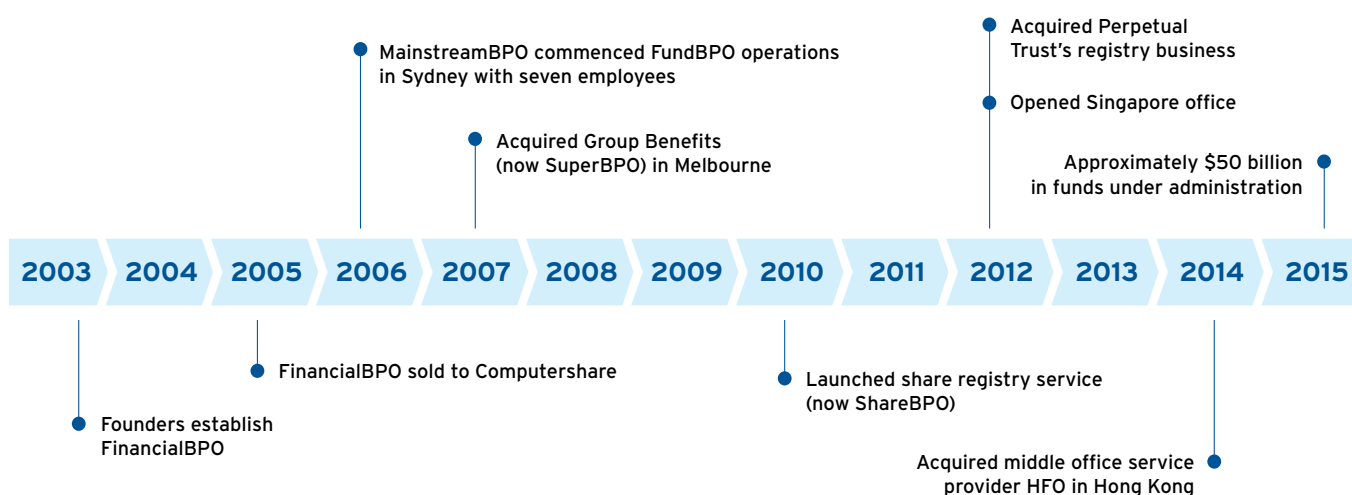 Acquired Perpetual
Trust's registry business
MainstreamBPO commenced FundBPO operations
in Sydney with seven employees
Opened Singapore office
Acquired Group Benefits
(now SuperBPO) in Melbourne
Approximately $50 billion
in funds under administration
2003 2004 2005 2006 2007 2008 2009 2010 2011 2012 2013 2014 2015
FinancialBPO sold to Computershare
Launched share registry service
(now ShareBPO)
Founders establish
FinancialBPO
Acquired middle office service
provider HFO in Hong Kong